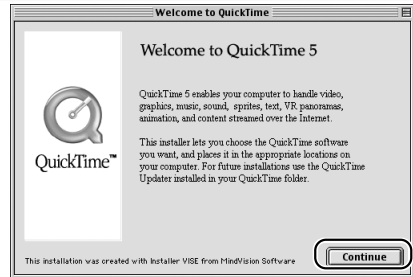 Welcome to QuickTime
Welcome to QuickTime 5
QuickTime 5 enables your computer to handle video,
graphics, music, sound, sprites, text, VR panoramas,
animation, and content streamed over the Internet.
This installer lets you choose the QuickTime software
you want, and places it in the appropriate locations on
your computer. For future installations use the QuickTime
Updater installed in your QuickTime folder.
QuickTime™
This installation was created with Installer VISE from MindVision Software
Continue